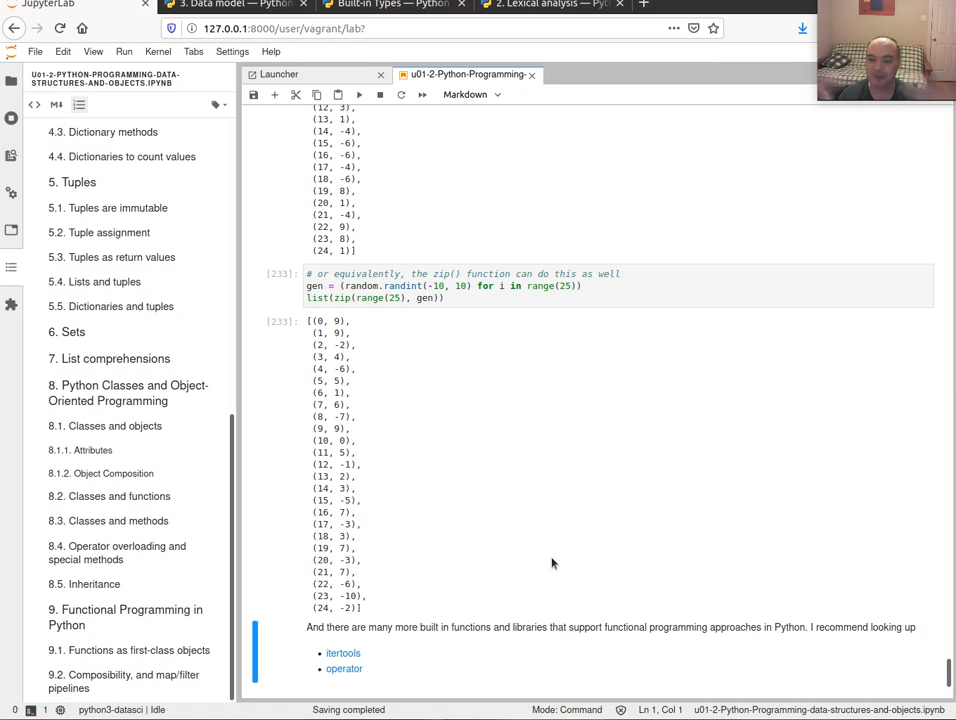 JupyterLab
3. Data model — Python
Built-in Types — Python
2. Lexical analysis — Pyt
127.0.0.1:8000/user/vagrant/lab?
File Edit View Run Kernel Tabs Settings Help
U01-2-PYTHON-PROGRAMMING-DATA-
STRUCTURES-AND-OBJECTS.IPYNB
Launcher
u01-2-Python-Programming-
Markdown
4.3. Dictionary methods
4.4. Dictionaries to count values
5. Tuples
5.1. Tuples are immutable
5.2. Tuple assignment
5.3. Tuples as return values
5.4. Lists and tuples
5.5. Dictionaries and tuples
6. Sets
7. List comprehensions
8. Python Classes and Object-
Oriented Programming
8.1. Classes and objects
8.1.1. Attributes
8.1.2. Object Composition
8.2. Classes and functions
8.3. Classes and methods
8.4. Operator overloading and
special methods
8.5. Inheritance
9. Functional Programming in
Python
9.1. Functions as first-class objects
9.2. Composibility, and map/filter
pipelines
(12, 3),
(13, 1),
(14, -4),
(15, -6),
(16, -6),
(17, -4),
(18, -6),
(19, 8),
(20, 1),
(21, -4),
(22, 9),
(23, 8),
(24, 1)]
[233]: # or equivalently, the zip() function can do this as well
gen = (random.randint(-10, 10) for i in range(25))
list(zip(range(25), gen))
[233]: [(0, 9),
(1, 9),
(2, -2),
(3, 4),
(4, -6),
(5, 5),
(6, 1),
(7, 6),
(8, -7),
(9, 9),
(10, 0),
(11, 5),
(12, -1),
(13, 2),
(14, 3),
(15, -5),
(16, 7),
(17, -3),
(18, 3),
(19, 7),
(20, -3),
(21, 7),
(22, -6),
(23, -10),
(24, -2)]
And there are many more built in functions and libraries that support functional programming approaches in Python. I recommend looking up
• itertools
• operator
0 1 python3-datasci | Idle Saving completed Mode: Command Ln 1, Col 1 u01-2-Python-Programming-data-structures-and-objects.ipynb